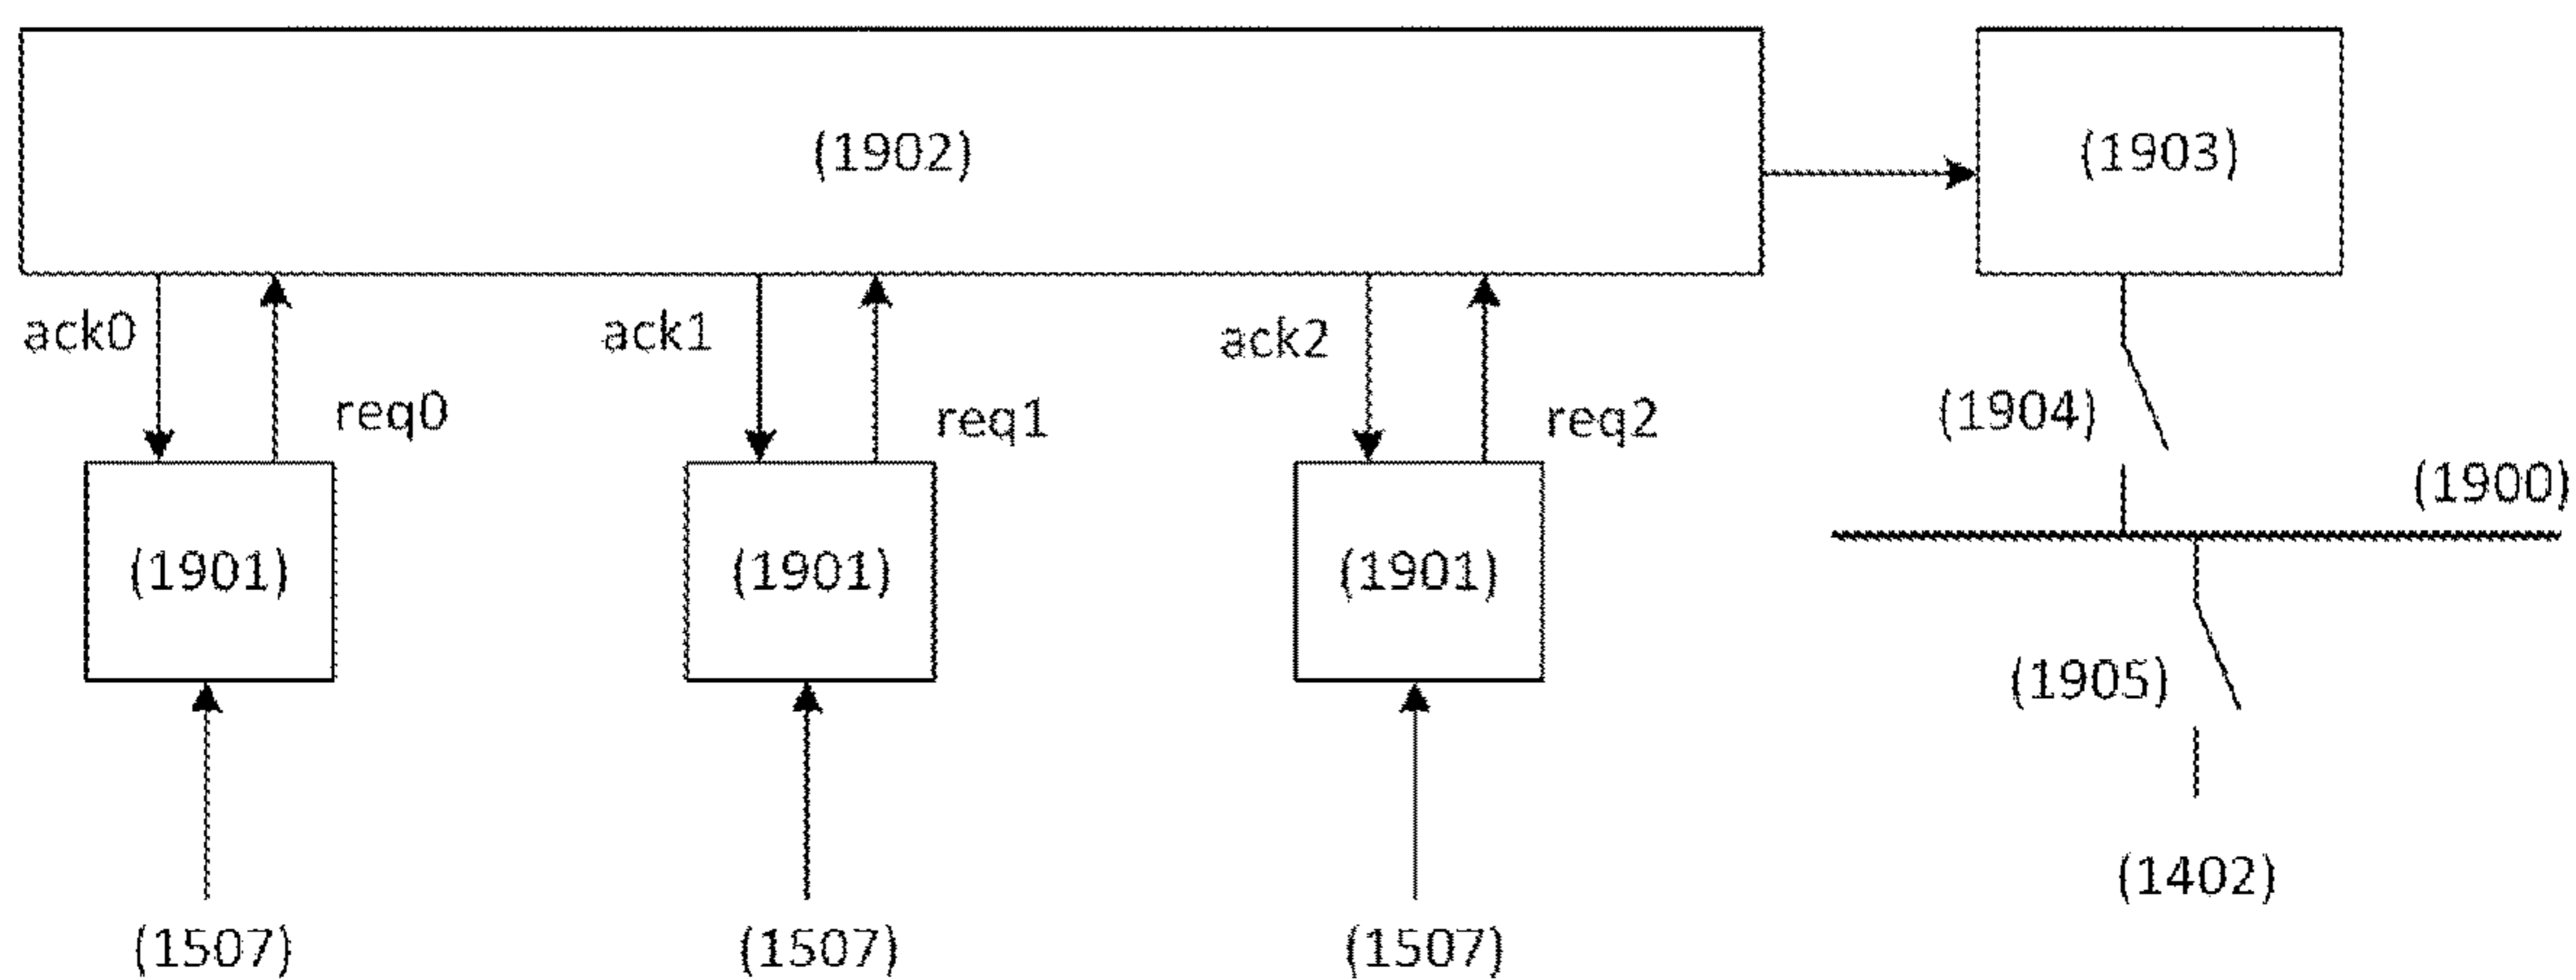 (1902)
(1903)
ack0
ack1
ack2
req0
req1
req2
(1904)
(1900)
(1901)
(1901)
(1901)
(1905)
(1402)
(1507)
(1507)
(1507)